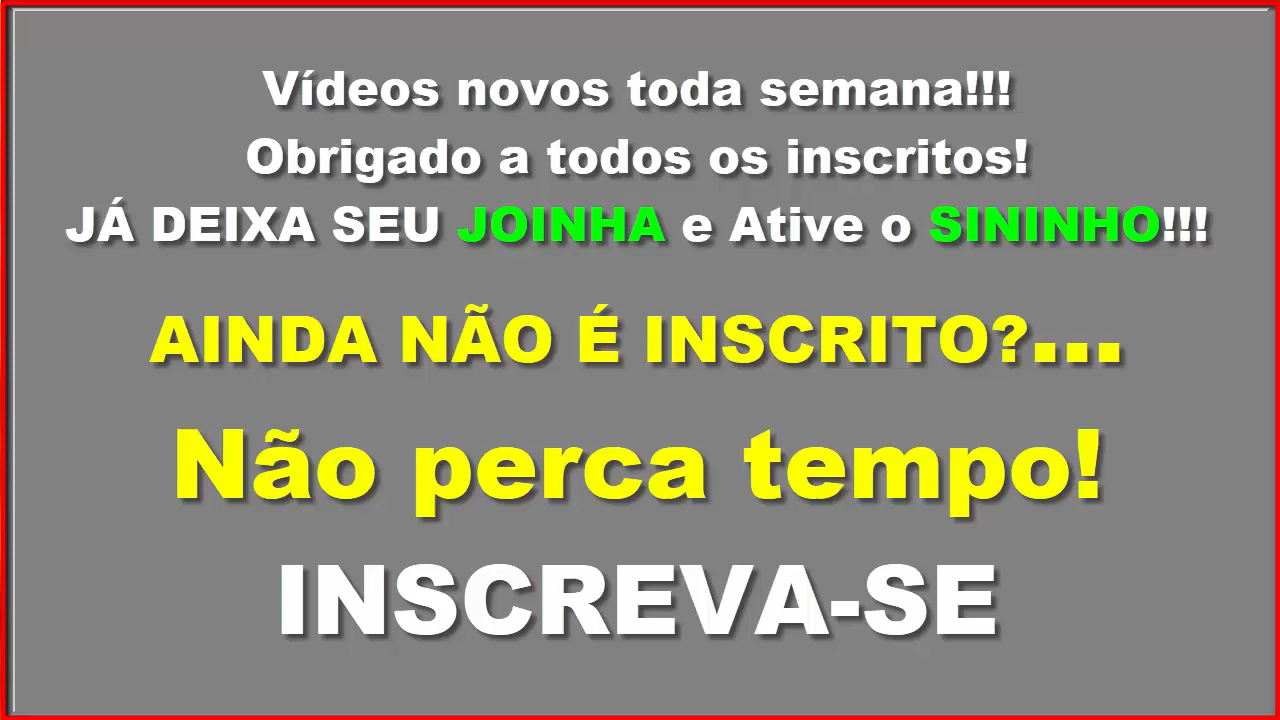 Vídeos novos toda semana!!!
Obrigado a todos os inscritos!
JÁ DEIXA SEU JOINHA e Ative o SININHO!!!
AINDA NÃO É INSCRITO?...
Não perca tempo!
INSCREVA-SE